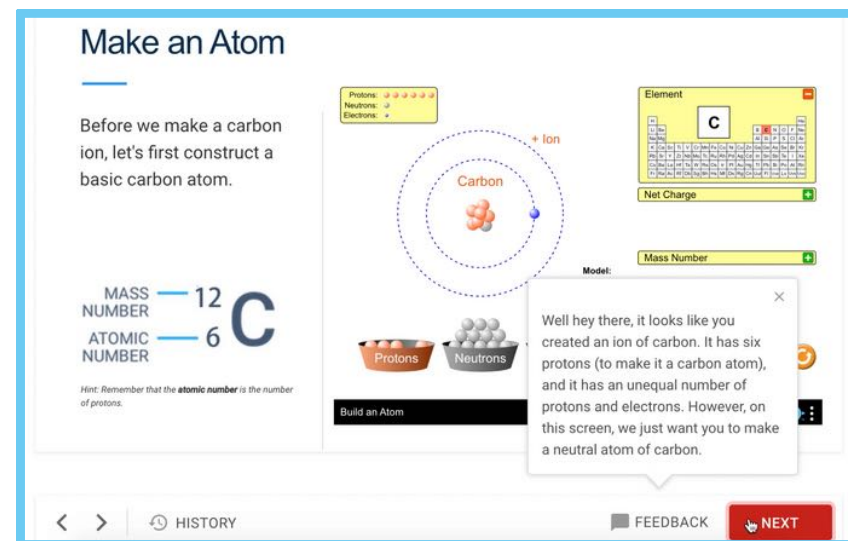 Make an Atom
Before we make a carbon
ion, let's first construct a
basic carbon atom.
MASS
NUMBER
12
C
ATOMIC
NUMBER
6
Hint: Remember that the atomic number is the number
of protons.
Protons:
Neutrons:
Electrons:
+ Ion
Carbon
Protons
Neutrons
Model:
Build an Atom
Element
C
Net Charge
Mass Number
Well hey there, it looks like you
created an ion of carbon. It has six
protons (to make it a carbon atom),
and it has an unequal number of
protons and electrons. However, on
this screen, we just want you to make
a neutral atom of carbon.
HISTORY
FEEDBACK
NEXT